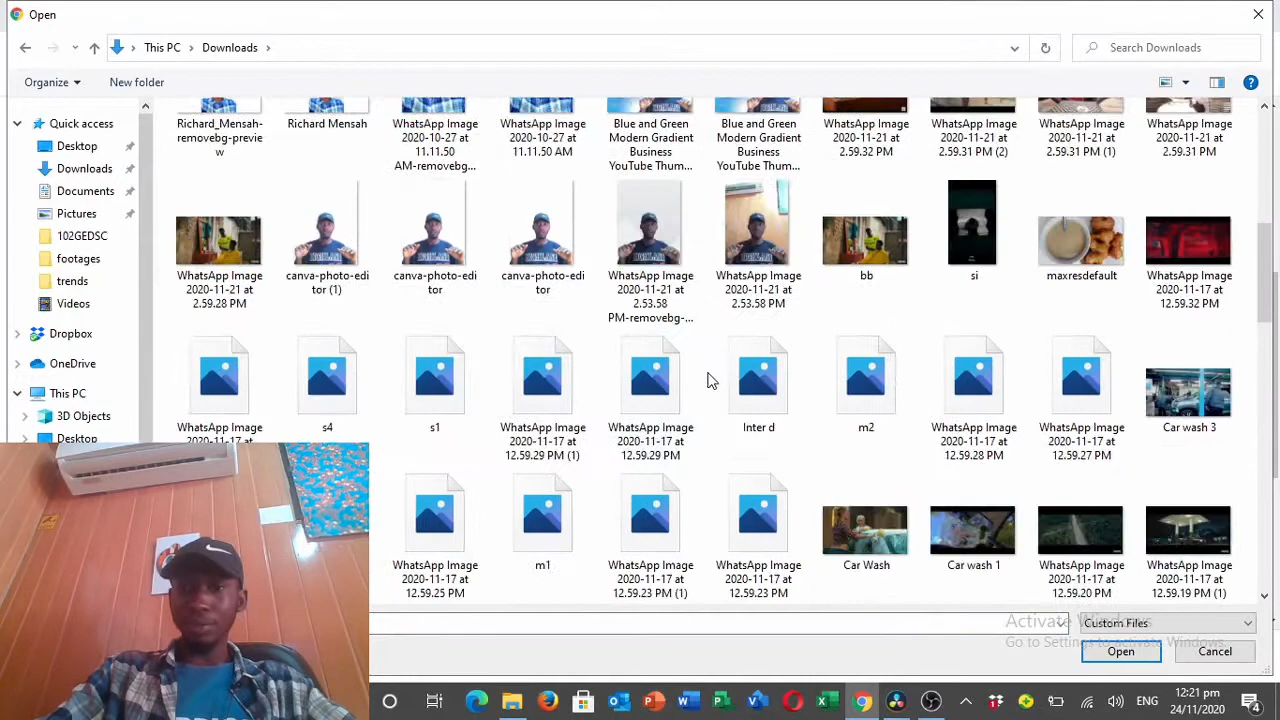 Open
This PC
Downloads
Search Downloads
Organize
New folder
Quick access
Desktop
Downloads
Documents
Pictures
102GEDSC
footages
trends
Videos
Dropbox
OneDrive
This PC
3D Objects
Desktop
Richard_Mensah-
removebg-previe
w
Richard Mensah
WhatsApp Image
2020-10-27 at
11.11.50
AM-removebg...
WhatsApp Image
2020-10-27 at
11.11.50 AM
Blue and Green
Modern Gradient
Business
YouTube Thum...
Blue and Green
Modern Gradient
Business
YouTube Thum...
WhatsApp Image
2020-11-21 at
2.59.32 PM
WhatsApp Image
2020-11-21 at
2.59.31 PM (2)
WhatsApp Image
2020-11-21 at
2.59.31 PM (1)
WhatsApp Image
2020-11-21 at
2.59.31 PM
WhatsApp Image
2020-11-21 at
2.59.28 PM
canva-photo-edi
tor (1)
canva-photo-edi
tor
canva-photo-edi
tor
WhatsApp Image
2020-11-21 at
2.53.58
PM-removebg-...
WhatsApp Image
2020-11-21 at
2.53.58 PM
bb
si
maxresdefault
WhatsApp Image
2020-11-17 at
12.59.32 PM
WhatsApp Image
2020-11-17 at
s4
s1
WhatsApp Image
2020-11-17 at
12.59.29 PM (1)
WhatsApp Image
2020-11-17 at
12.59.29 PM
Inter d
m2
WhatsApp Image
2020-11-17 at
12.59.28 PM
WhatsApp Image
2020-11-17 at
12.59.27 PM
Car wash 3
WhatsApp Image
2020-11-17 at
12.59.25 PM
m1
WhatsApp Image
2020-11-17 at
12.59.23 PM (1)
WhatsApp Image
2020-11-17 at
12.59.23 PM
Car Wash
Car wash 1
WhatsApp Image
2020-11-17 at
12.59.20 PM
WhatsApp Image
2020-11-17 at
12.59.19 PM (1)
Activate Windows
Go to Settings to activate Windows.
Custom Files
Open
Cancel
ENG
12:21 pm
24/11/2020
4